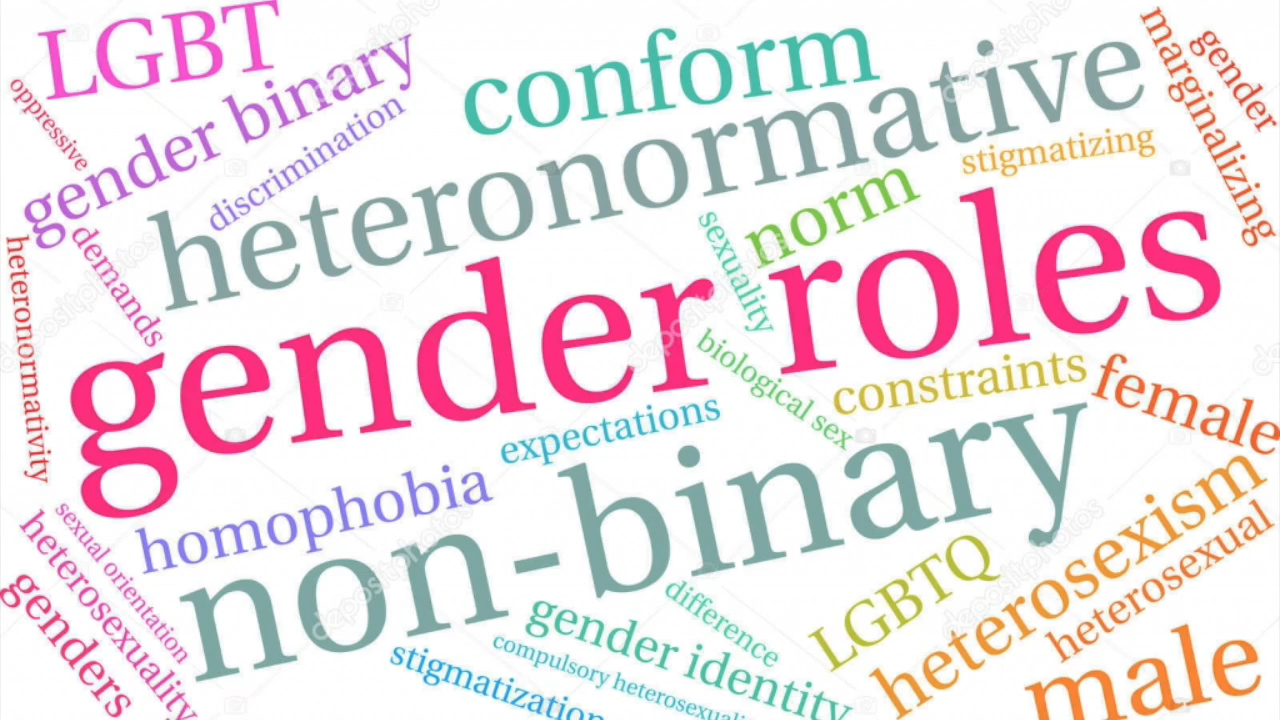 LGBT
conform
gender
marginalizing
oppressive
gender binary
discrimination
heteronormative
stigmatizing
norm
demands
sexuality
heteronormativity
gender roles
biological sex
constraints
female
expectations
homophobia
non-binary
heterosexism
heterosexual
sexual orientation
heterosexuality
genders
LGBTQ
difference
gender identity
compulsory
stigmatization
male
depositphotos